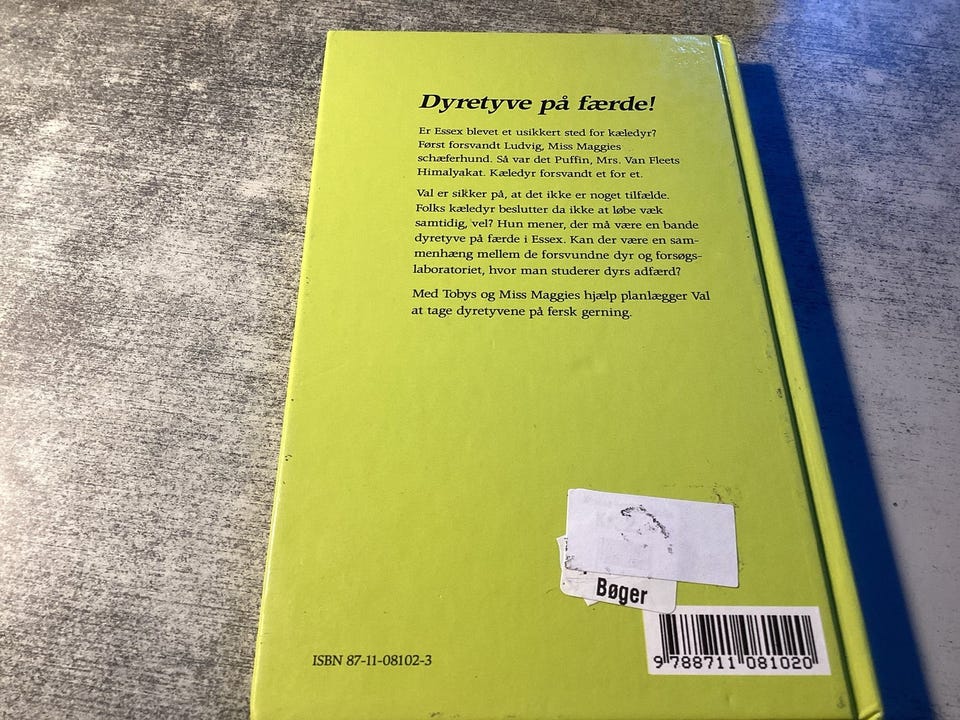 Dyretyve på færde!
Er Essex blevet et usikkert sted for kæledyr?
Først forsvandt Ludvig, Miss Maggies
schæferhund. Så var det Puffin, Mrs. Van Fleets
Himalyakat. Kæledyr forsvandt et for et.
Val er sikker på, at det ikke er noget tilfælde.
Folks kæledyr beslutter da ikke at løbe væk
samtidig, vel? Hun mener, der må være en bande
dyretyve på færde i Essex. Kan der være en sam-
menhæng mellem de forsvundne dyr og forsøgs-
laboratoriet, hvor man studerer dyrs adfærd?
Med Tobys og Miss Maggies hjælp planlægger Val
at tage dyretyvene på fersk gerning.
Bøger
ISBN 87-11-08102-3
9 788711 081020